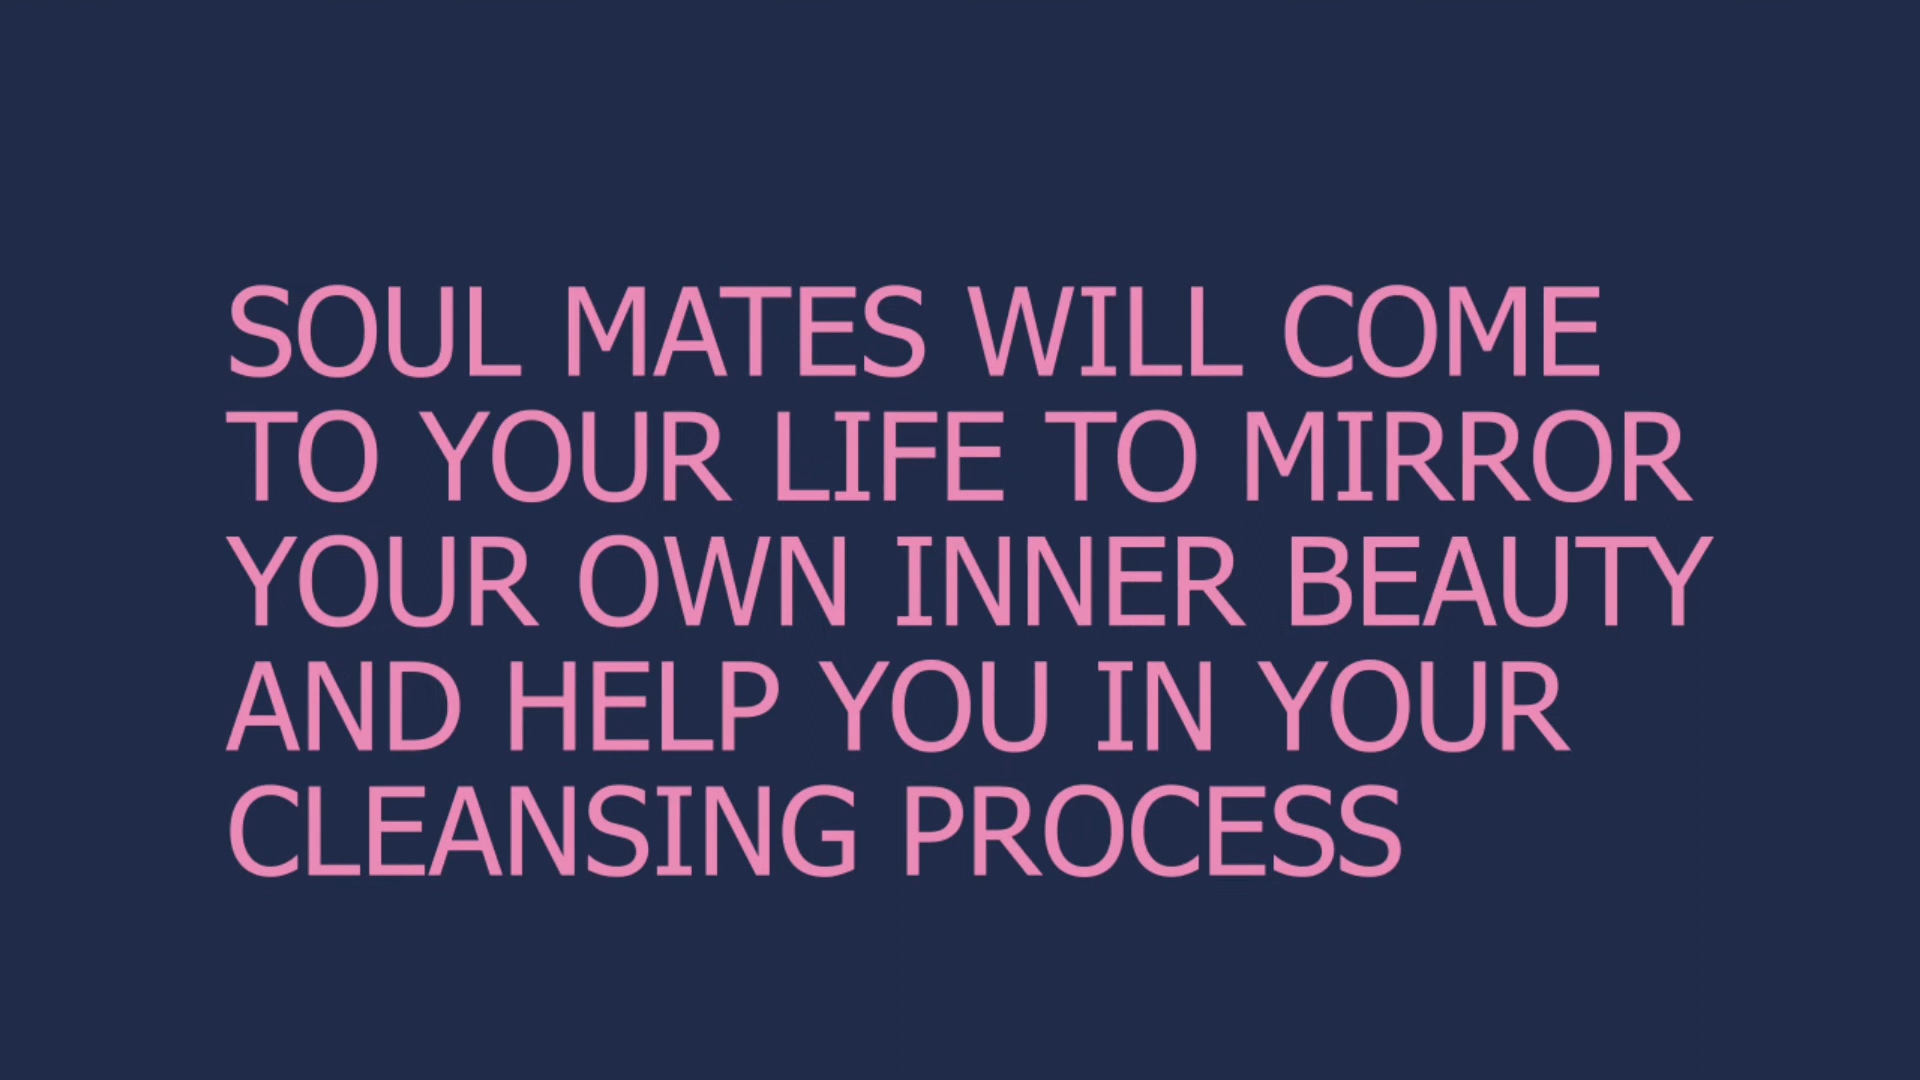 SOUL MATES WILL COME
TO YOUR LIFE TO MIRROR
YOUR OWN INNER BEAUTY
AND HELP YOU IN YOUR
CLEANSING PROCESS